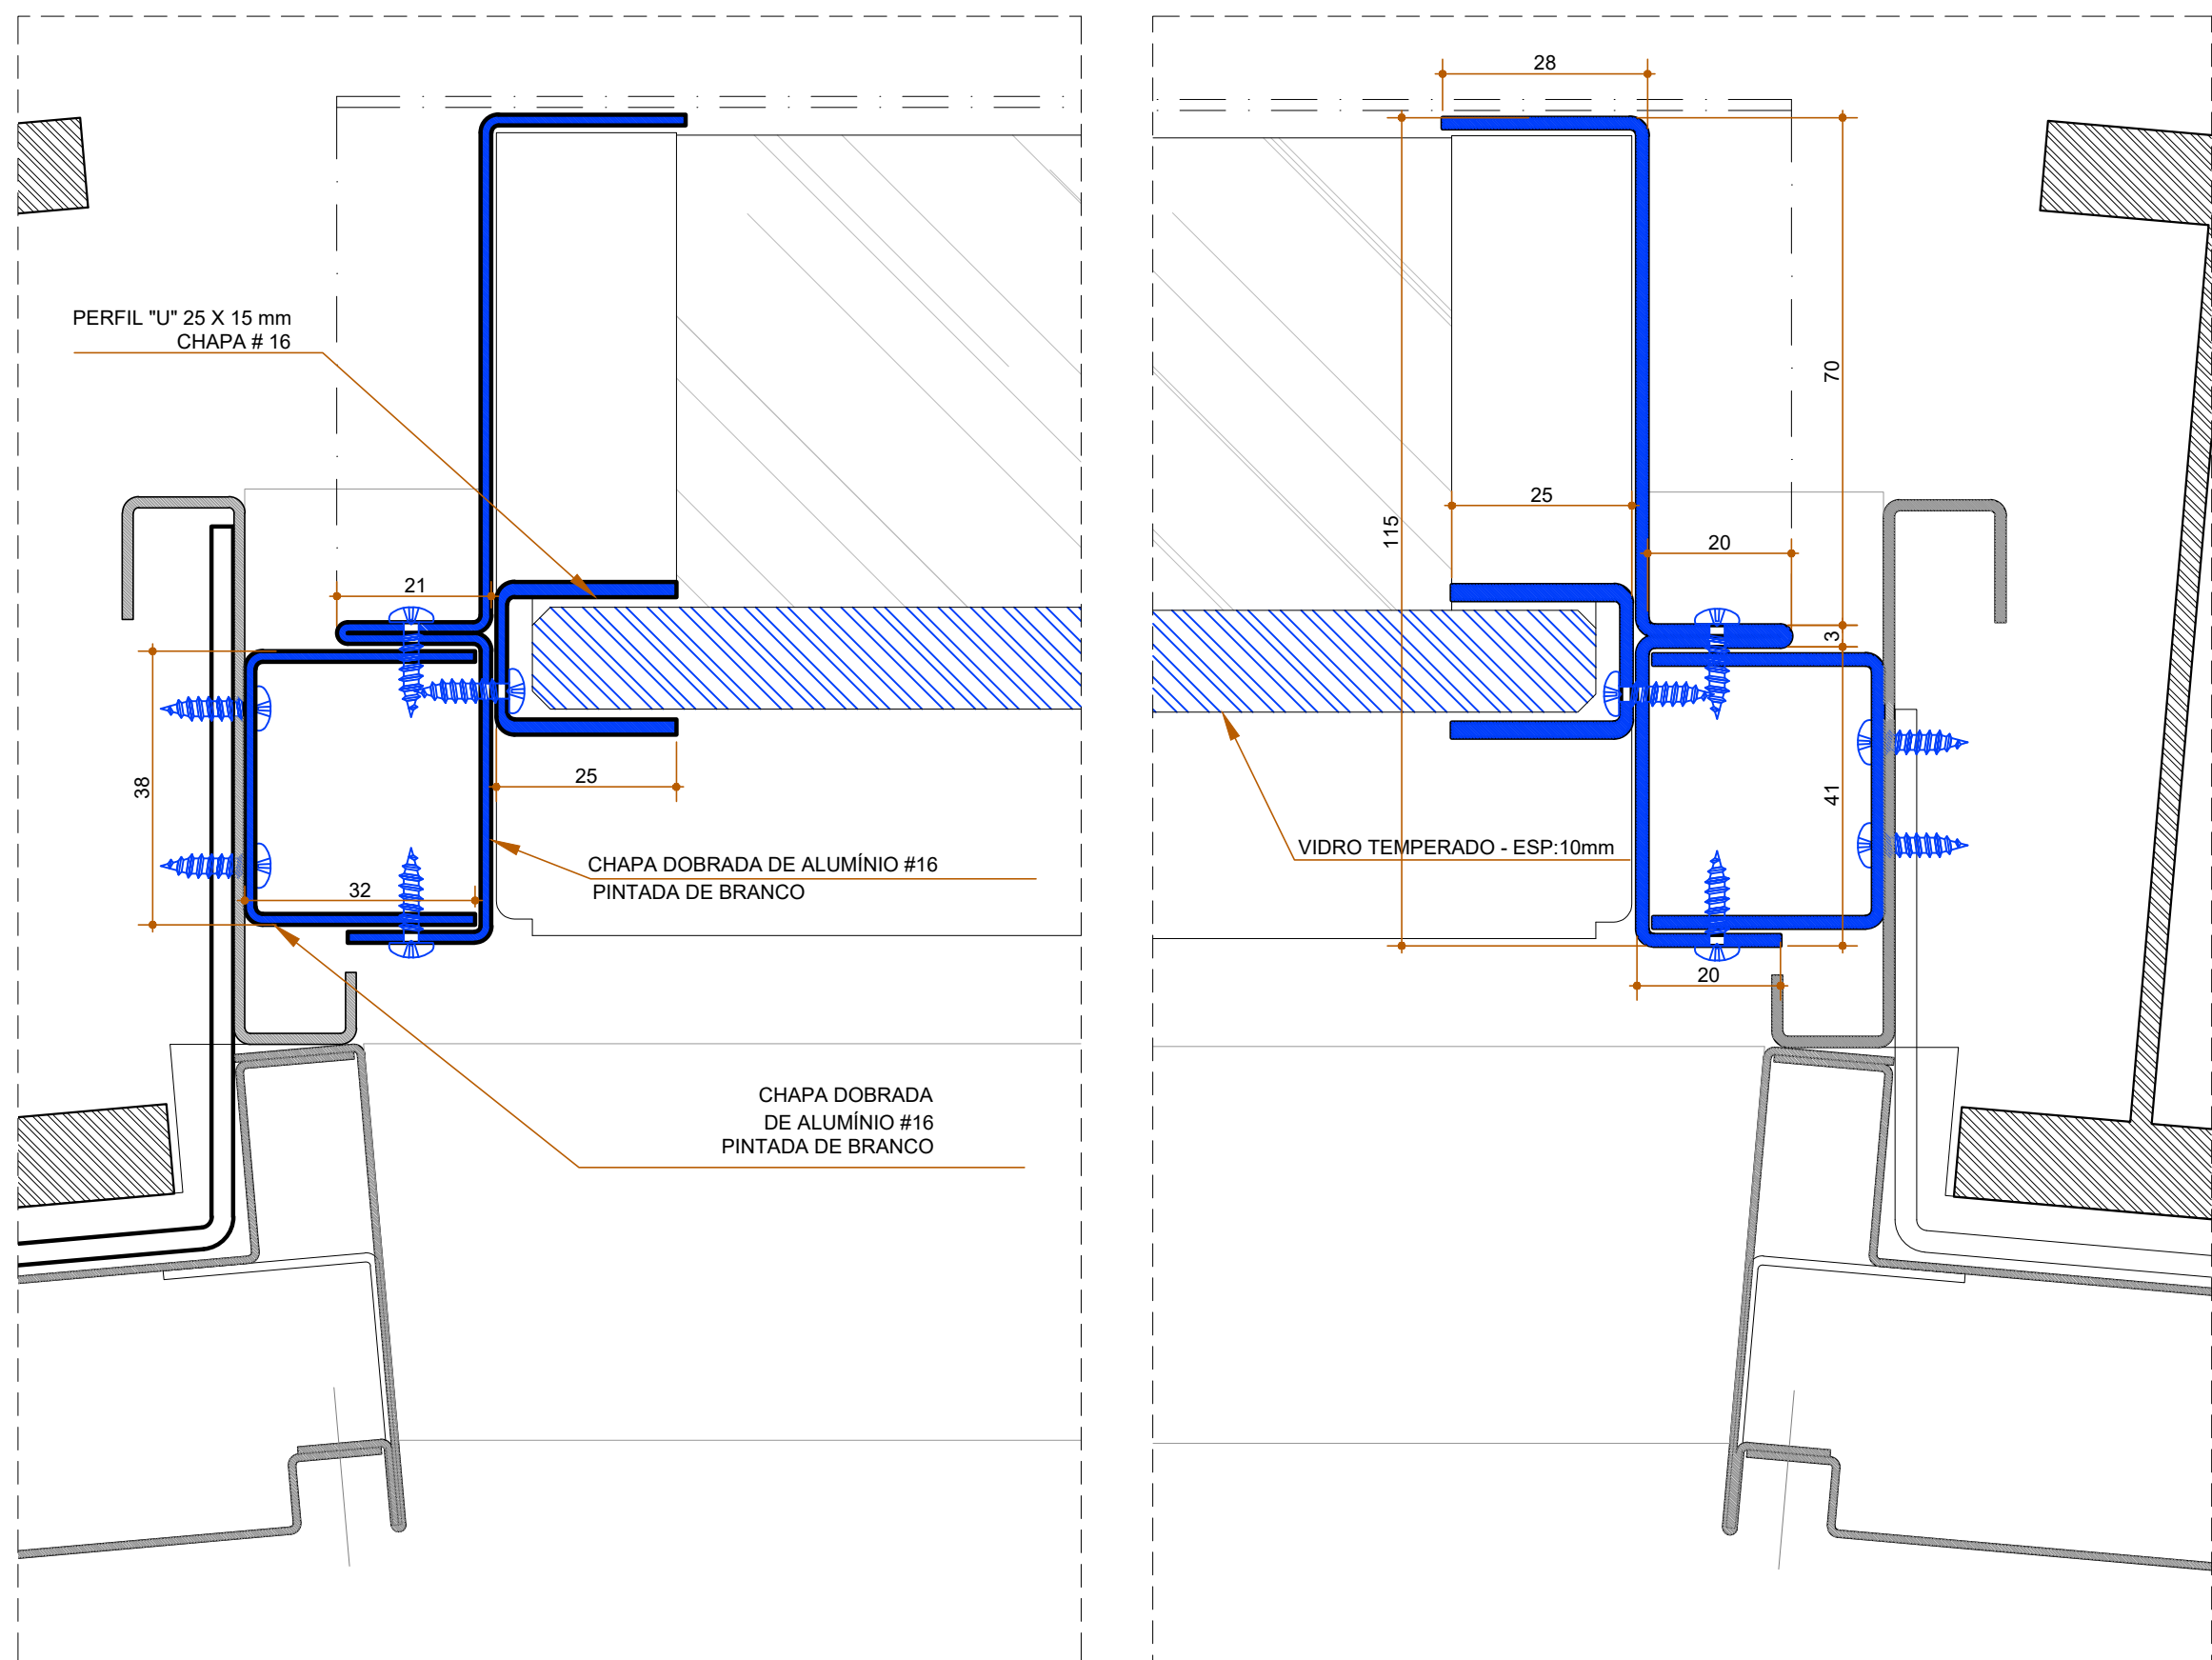 28
PERFIL "U" 25 X 15 mm
CHAPA # 16
70
25
115
20
21
3
38
25
41
VIDRO TEMPERADO - ESP:10mm
CHAPA DOBRADA DE ALUMÍNIO #16
PINTADA DE BRANCO
32
20
CHAPA DOBRADA
DE ALUMÍNIO #16
PINTADA DE BRANCO